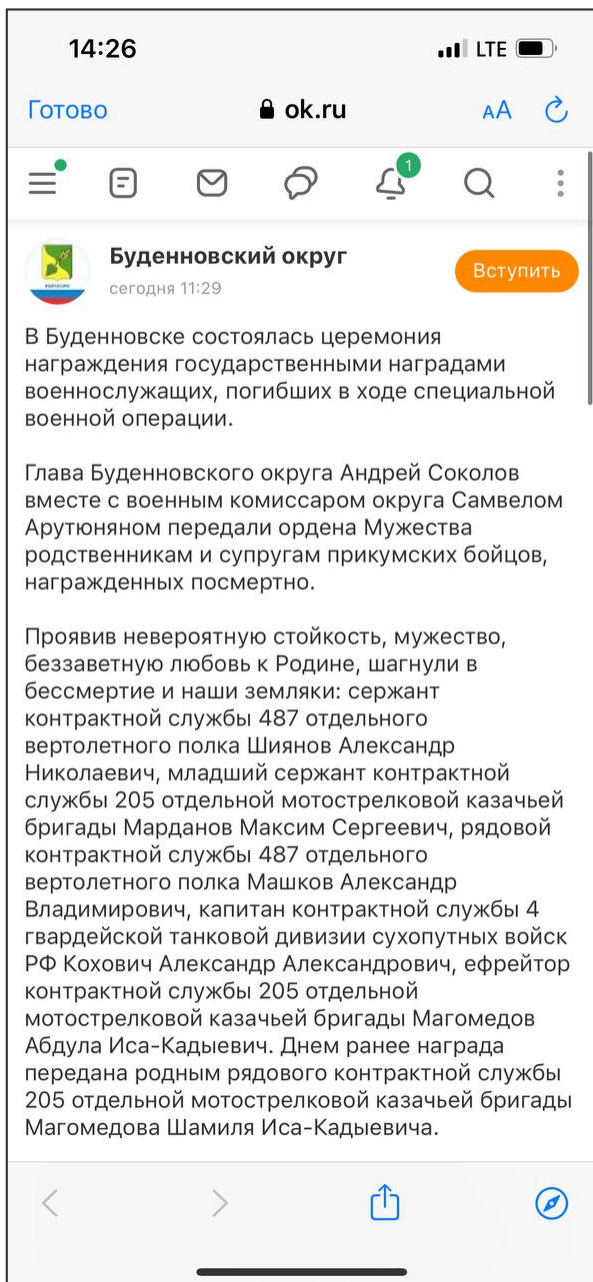 14:26
LTE
Готово
ok.ru
AA
1
Буденновский округ
сегодня 11:29
Вступить
В Буденновске состоялась церемония
награждения государственными наградами
военнослужащих, погибших в ходе специальной
военной операции.
Глава Буденновского округа Андрей Соколов
вместе с военным комиссаром округа Самвелом
Арутюняном передали ордена Мужества
родственникам и супругам прикумских бойцов,
награжденных посмертно.
Проявив невероятную стойкость, мужество,
беззаветную любовь к Родине, шагнули в
бессмертие и наши земляки: сержант
контрактной службы 487 отдельного
вертолетного полка Шиянов Александр
Николаевич, младший сержант контрактной
службы 205 отдельной мотострелковой казачьей
бригады Марданов Максим Сергеевич, рядовой
контрактной службы 487 отдельного
вертолетного полка Машков Александр
Владимирович, капитан контрактной службы 4
гвардейской танковой дивизии сухопутных войск
РФ Кохович Александр Александрович, ефрейтор
контрактной службы 205 отдельной
мотострелковой казачьей бригады Магомедов
Абдула Иса-Кадыевич. Днем ранее награда
передана родным рядового контрактной службы
205 отдельной мотострелковой казачьей бригады
Магомедова Шамиля Иса-Кадыевича.